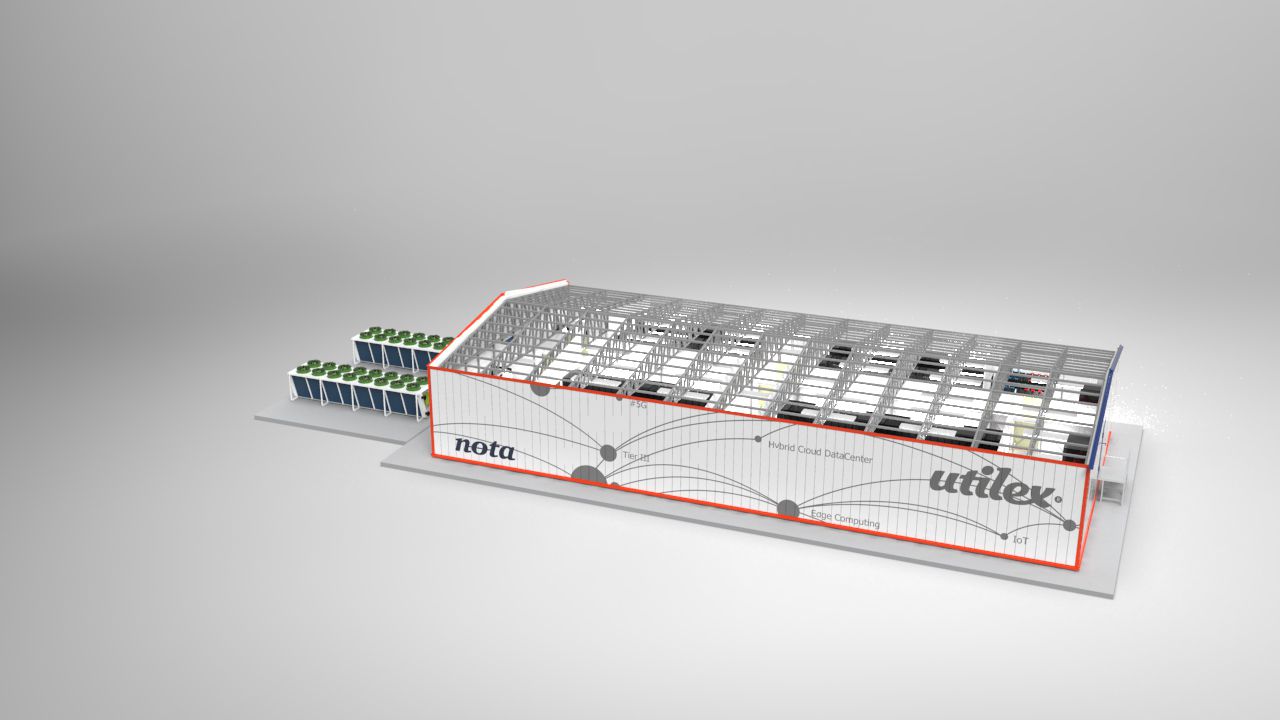 #5G
nota
Tier III
Hybrid Cloud DataCenter
utilex
Edge Computing
IoT